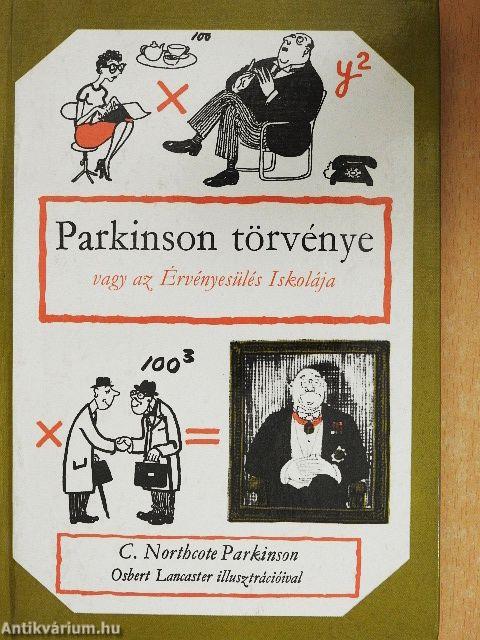 100
×
y²
Parkinson törvénye
vagy az Érvényesülés Iskolája
100³
× =
C. Northcote Parkinson
Osbert Lancaster illusztrációival
Antikvárium.hu